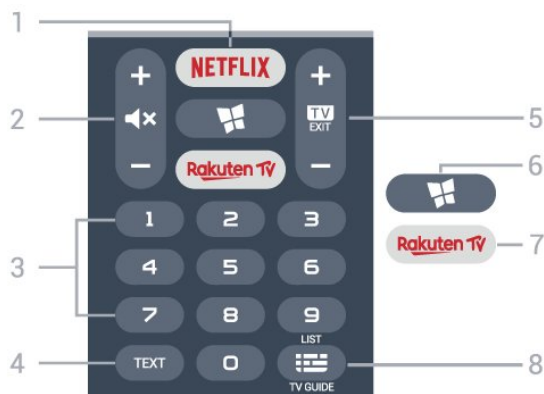 1
NETFLIX
+ +
2
TV
EXIT
5
6
- -
Rakuten TV
Rakuten TV
7
1 2 3
3
4 5 6
7 8 9
LIST
4
TEXT 0
8
TV GUIDE